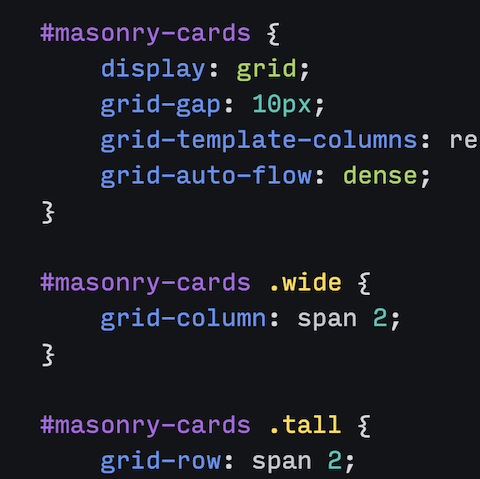 #masonry-cards {
display: grid;
grid-gap: 10px;
grid-template-columns: re
grid-auto-flow: dense;
}
#masonry-cards .wide {
grid-column: span 2;
}
#masonry-cards .tall {
grid-row: span 2;